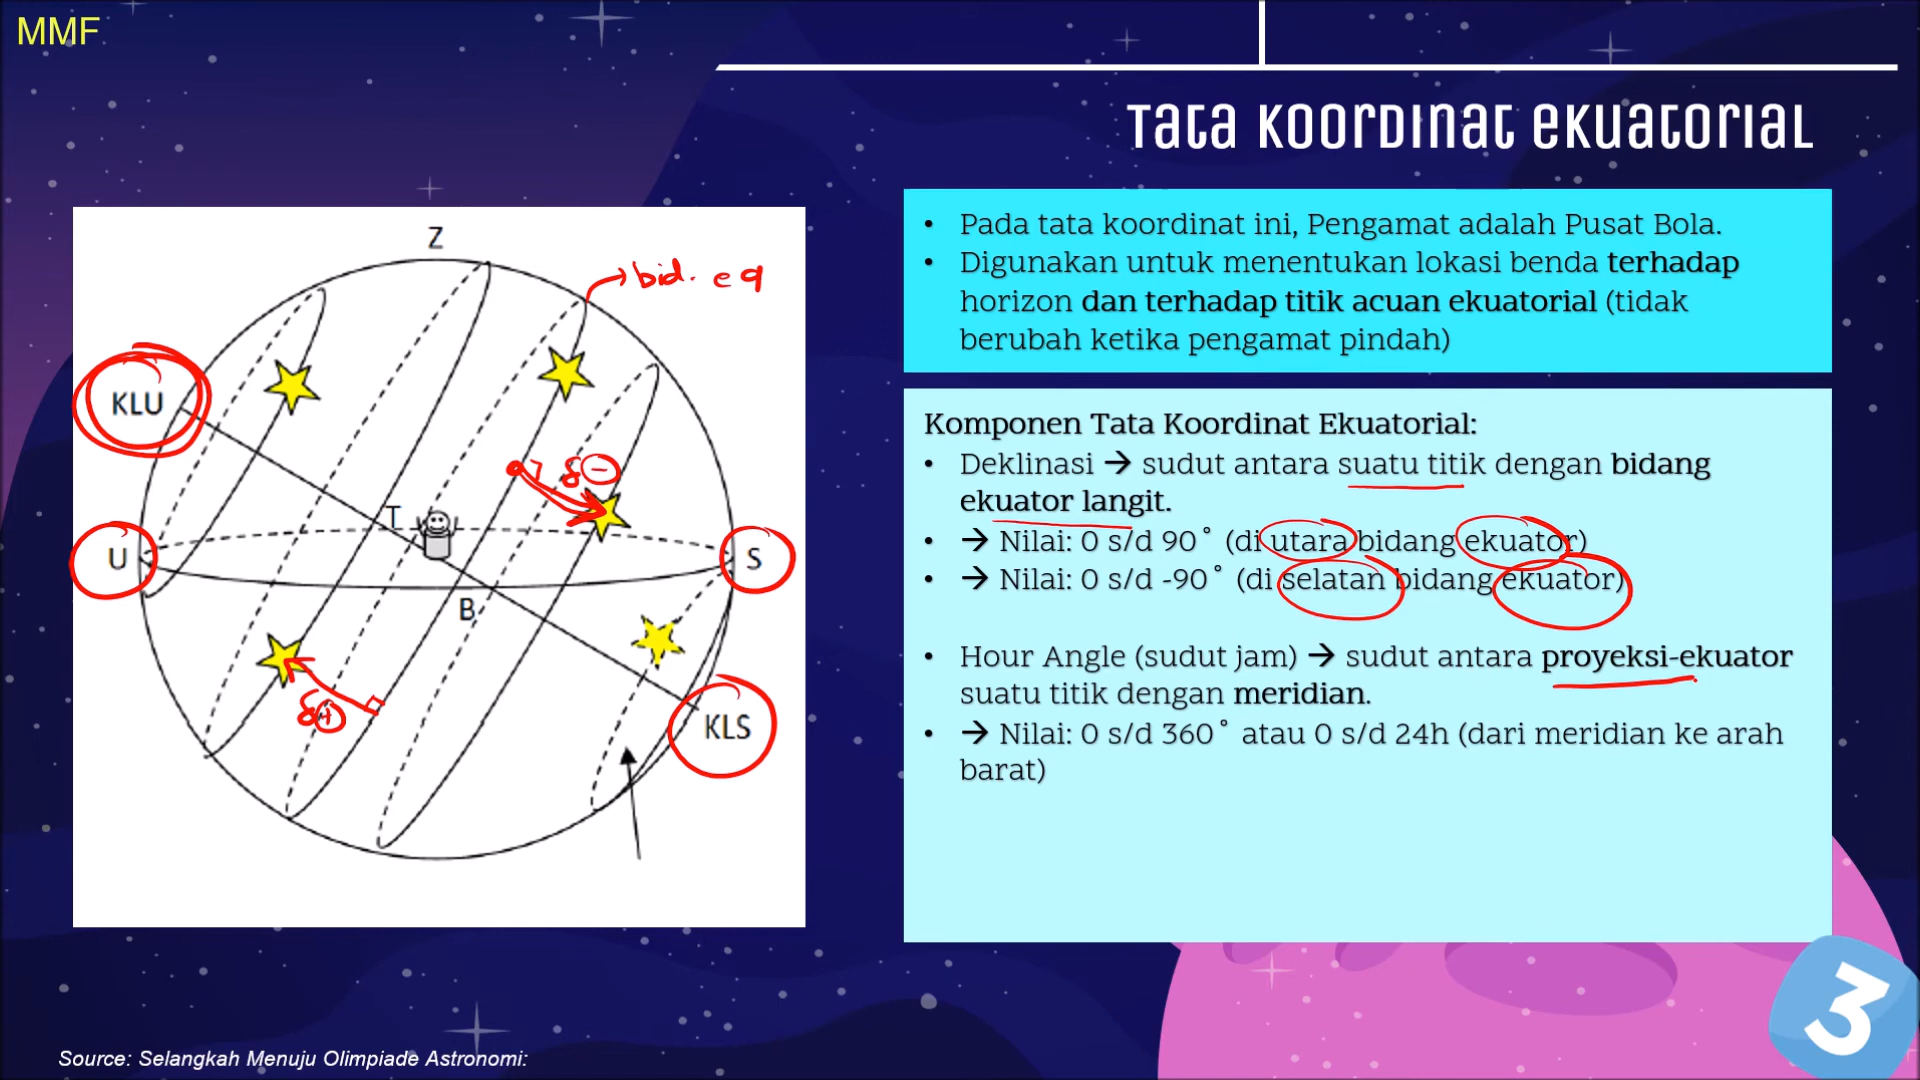 MMF
Tata Koordinat Ekuatorial
Z
bid. eq
KLU
δ (-)
T
U
S
B
δ (+)
KLS
• Pada tata koordinat ini, Pengamat adalah Pusat Bola.
• Digunakan untuk menentukan lokasi benda terhadap
horizon dan terhadap titik acuan ekuatorial (tidak
berubah ketika pengamat pindah)
Komponen Tata Koordinat Ekuatorial:
• Deklinasi → sudut antara suatu titik dengan bidang
ekuator langit.
• → Nilai: 0 s/d 90° (di utara bidang ekuator)
• → Nilai: 0 s/d -90° (di selatan bidang ekuator)
• Hour Angle (sudut jam) → sudut antara proyeksi-ekuator
suatu titik dengan meridian.
• → Nilai: 0 s/d 360° atau 0 s/d 24h (dari meridian ke arah
barat)
3
Source: Selangkah Menuju Olimpiade Astronomi: